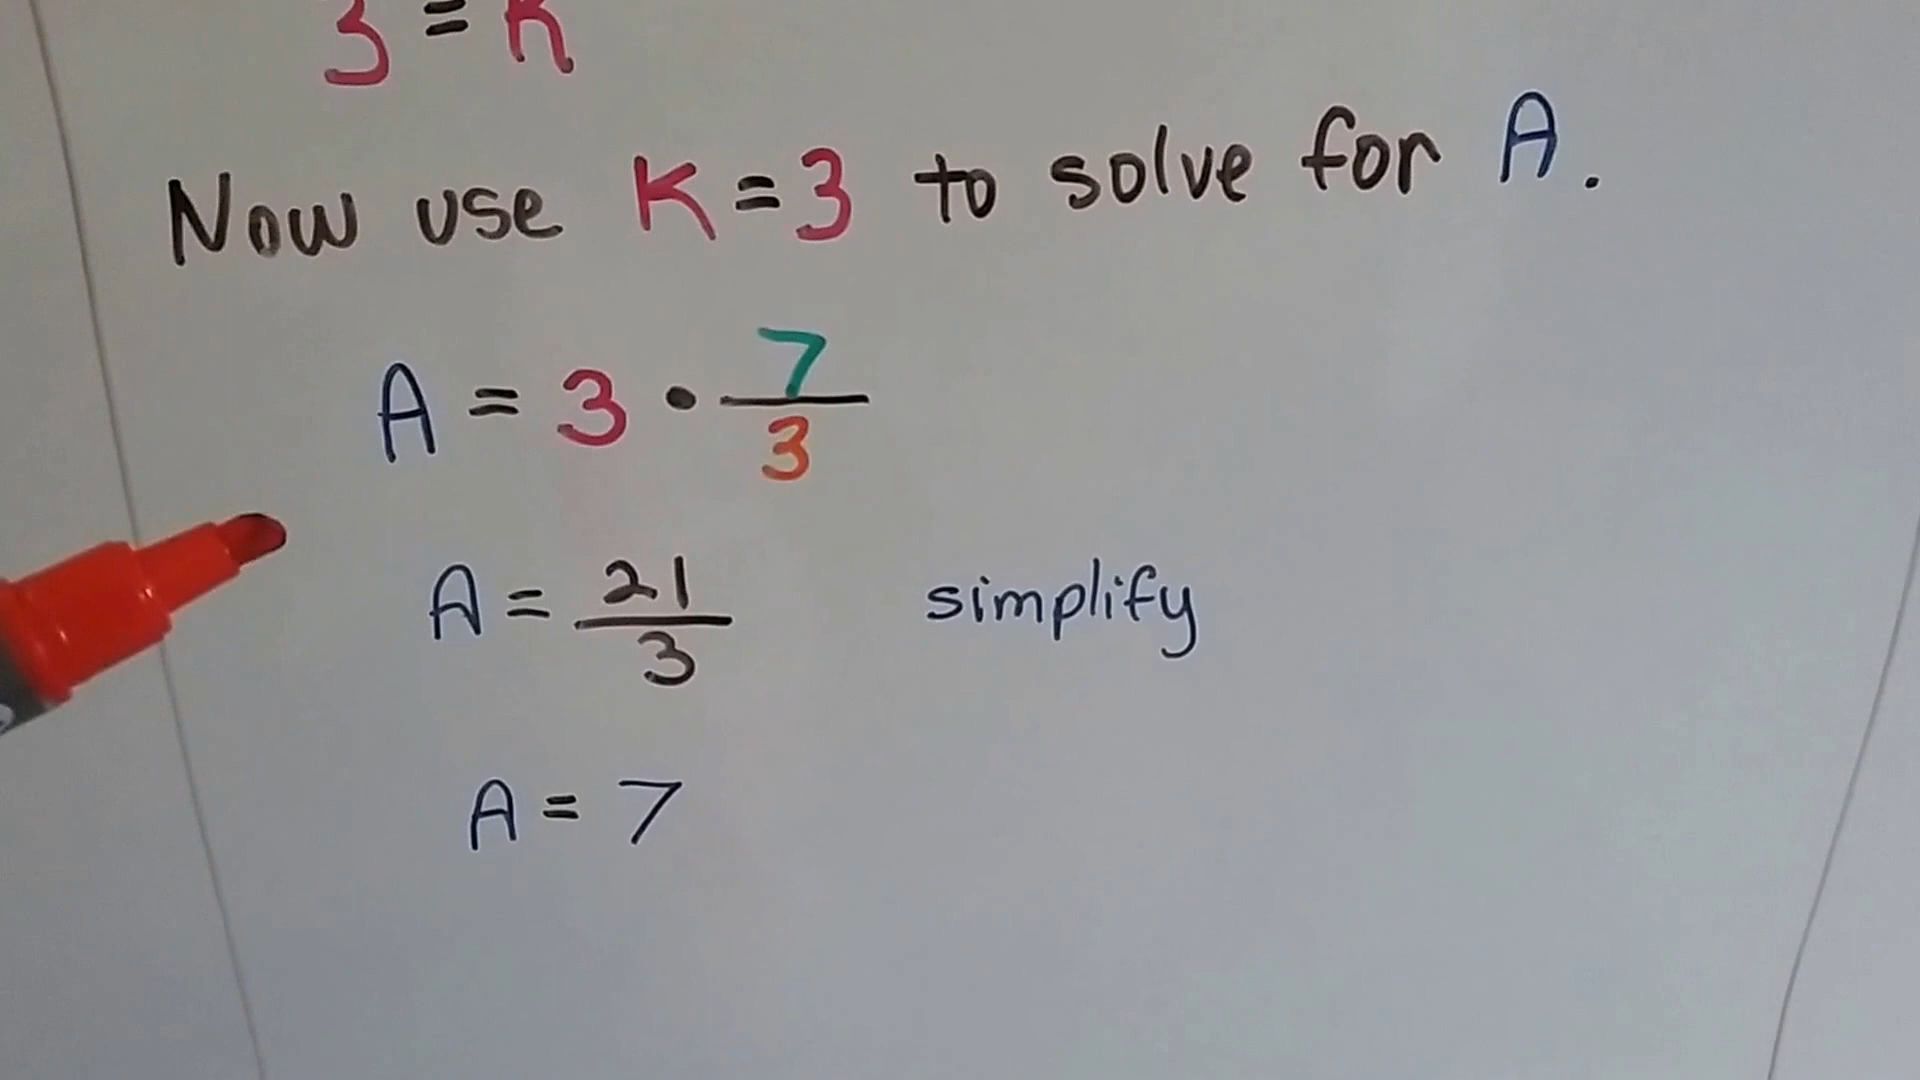 3 = K
Now use K = 3 to solve for A.
A = 3 • 7/3
A = 21/3 simplify
A = 7